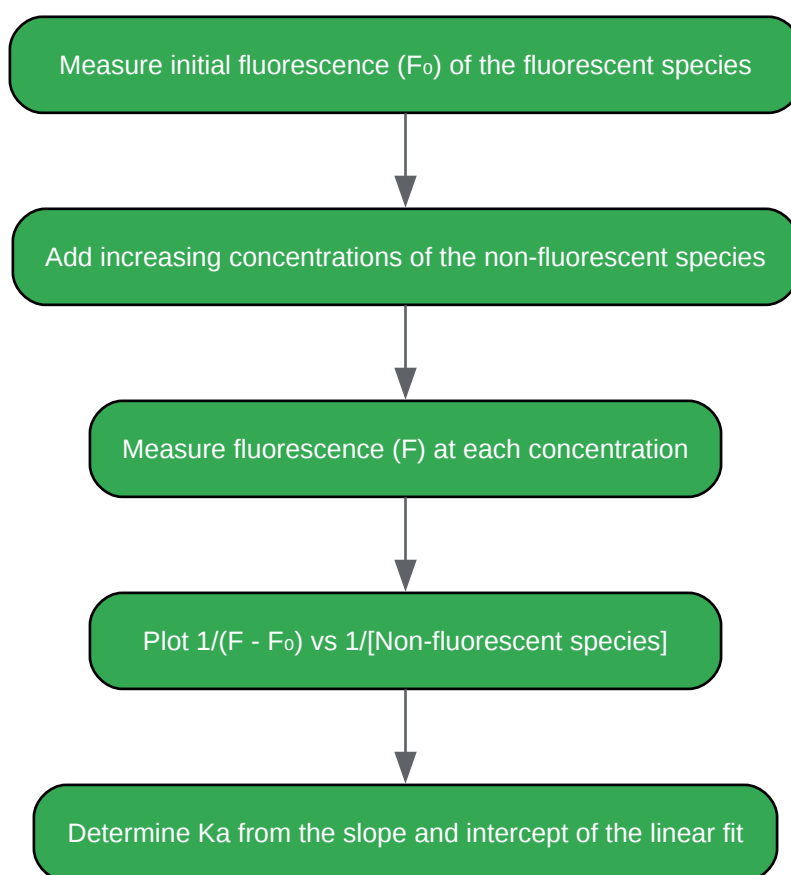 Measure initial fluorescence (F₀) of the fluorescent species
Add increasing concentrations of the non-fluorescent species
Measure fluorescence (F) at each concentration
Plot 1/(F - F₀) vs 1/[Non-fluorescent species]
Determine Ka from the slope and intercept of the linear fit